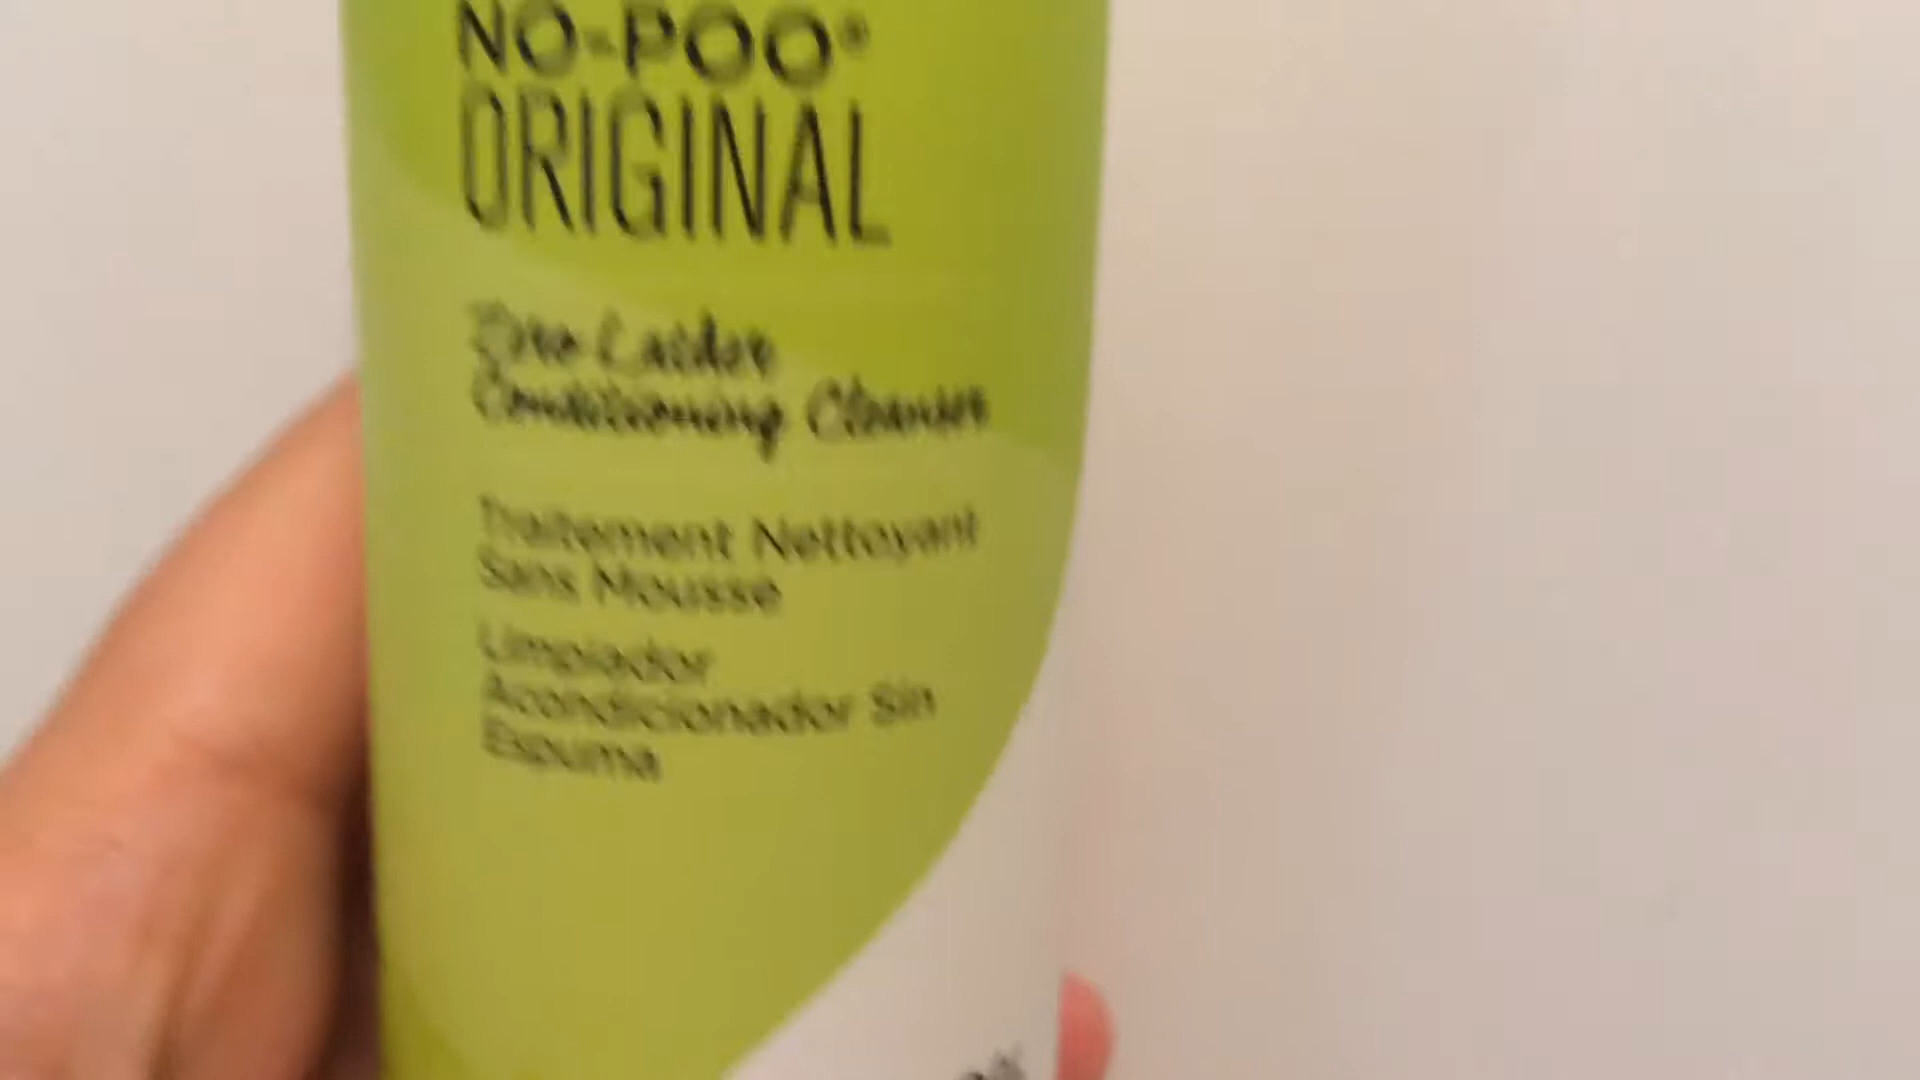 NO-POO®
ORIGINAL
Zero Lather
Conditioning Cleanser
Traitement Nettoyant
Sans Mousse
Limpiador
Acondicionador Sin
Espuma